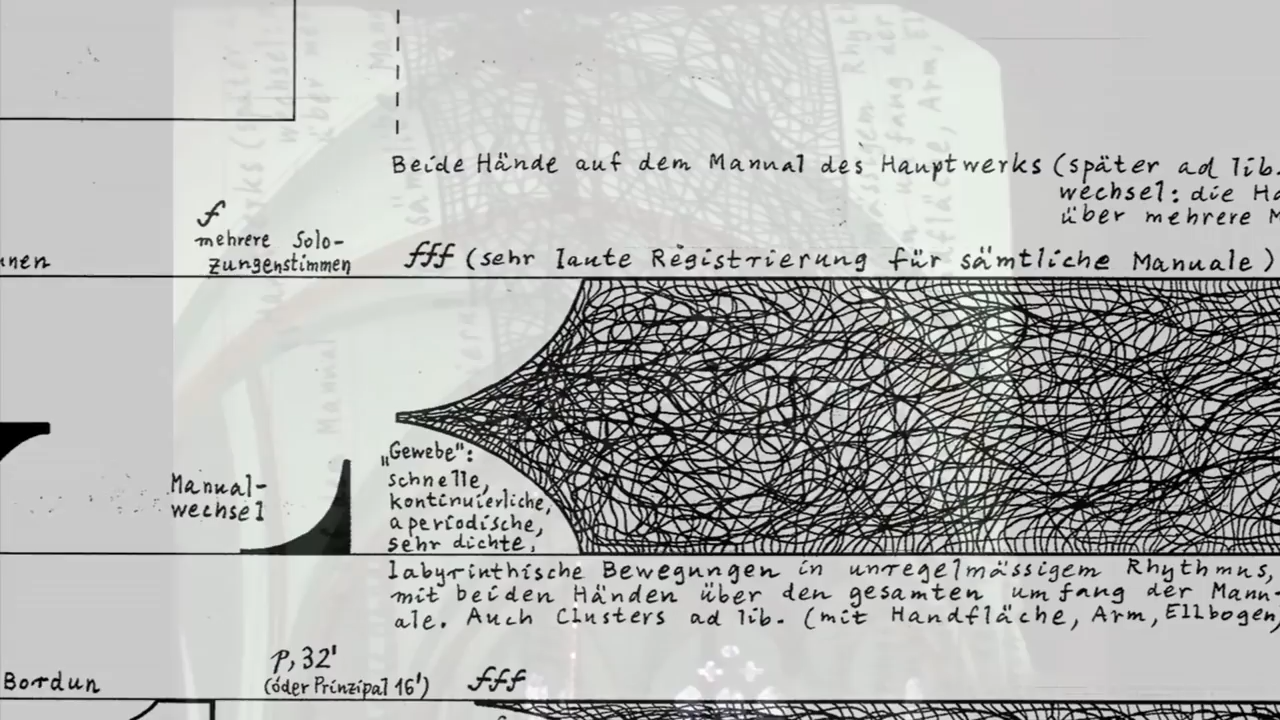 Beide Hände auf dem Manual des Hauptwerks (später ad lib.
wechsel: die
über mehrere
f
mehrere Solo-
zungenstimmen
fff (sehr laute Registrierung für sämtliche Manuale)
„Gewebe":
schnelle,
kontinuierliche,
aperiodische,
sehr dichte,
Manual-
wechsel
labyrinthische Bewegungen in unregelmässigem Rhythmus,
mit beiden Händen über den gesamten umfang der Manu-
ale. Auch Clusters ad lib. (mit Handfläche, Arm, Ellbogen
Bordun
p, 32'
(oder Prinzipal 16')
fff